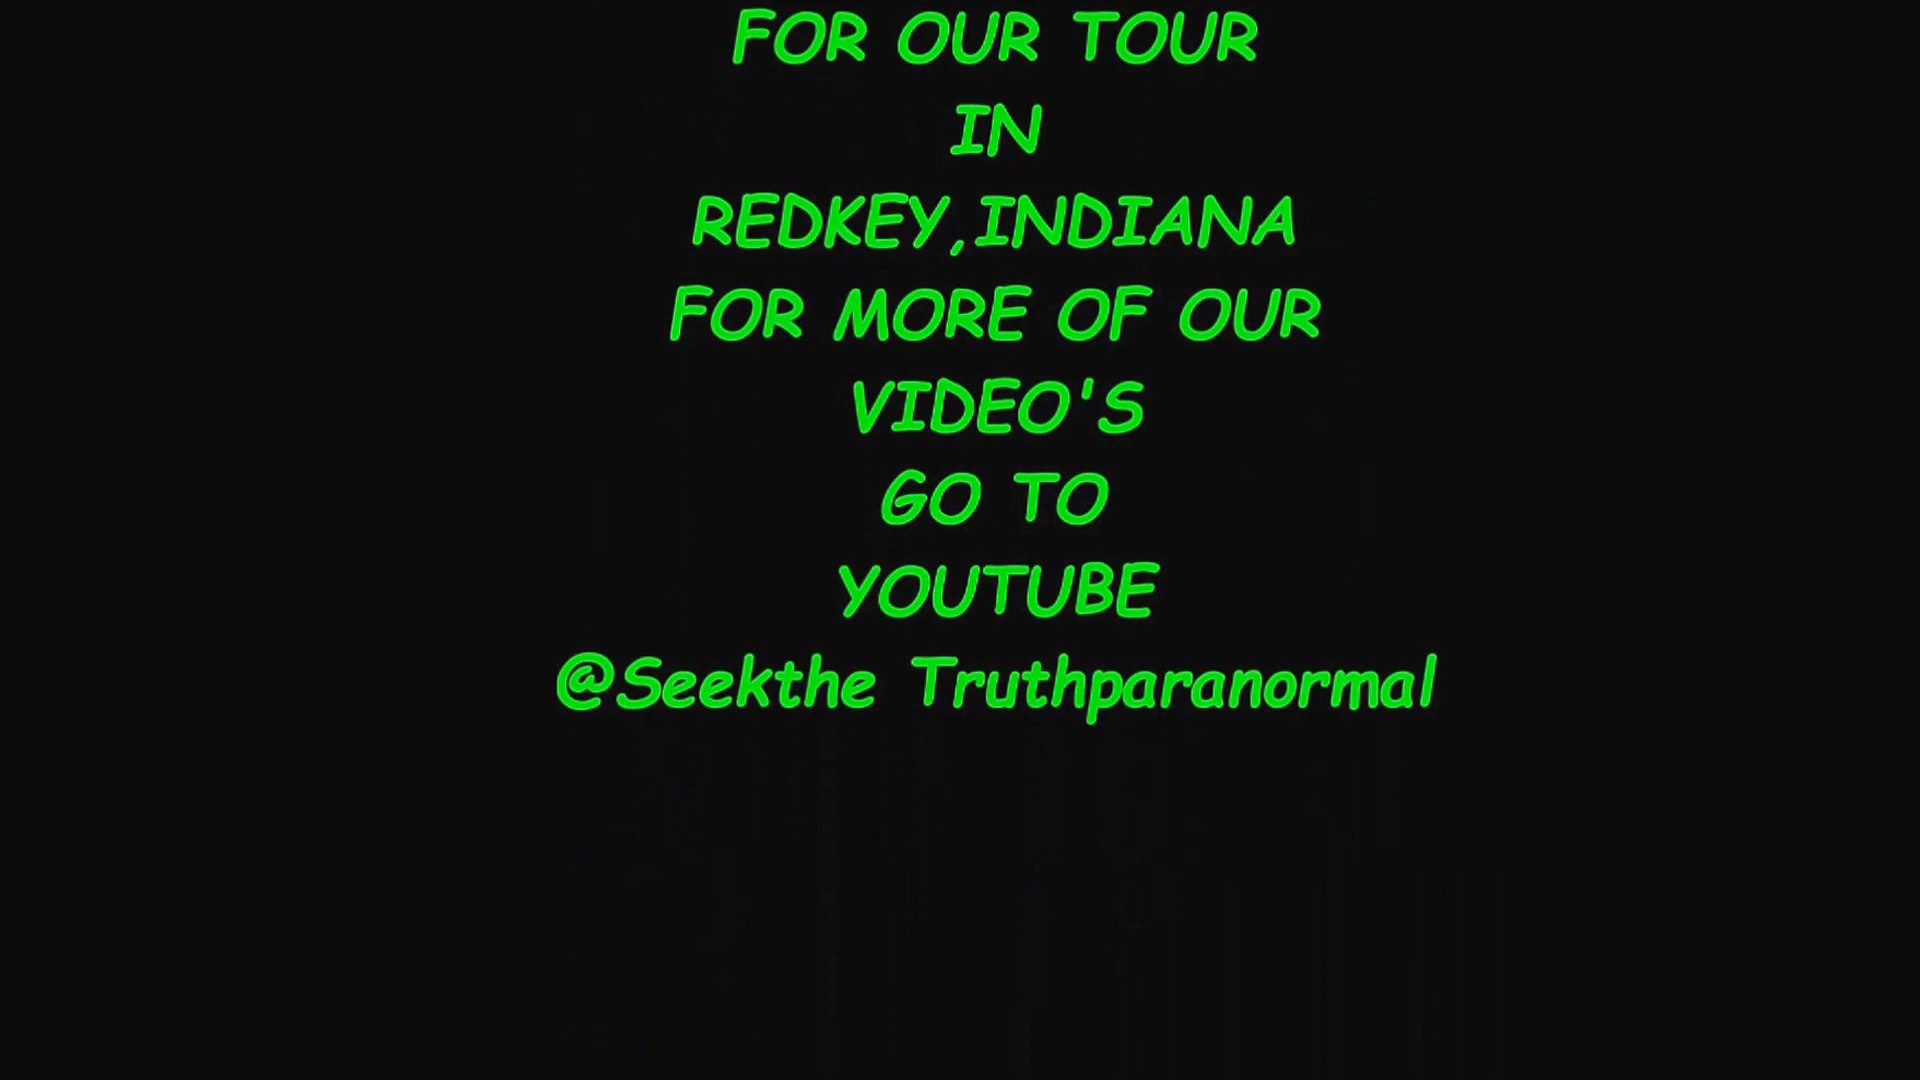 FOR OUR TOUR
IN
REDKEY,INDIANA
FOR MORE OF OUR
VIDEO'S
GO TO
YOUTUBE
@Seekthe Truthparanormal